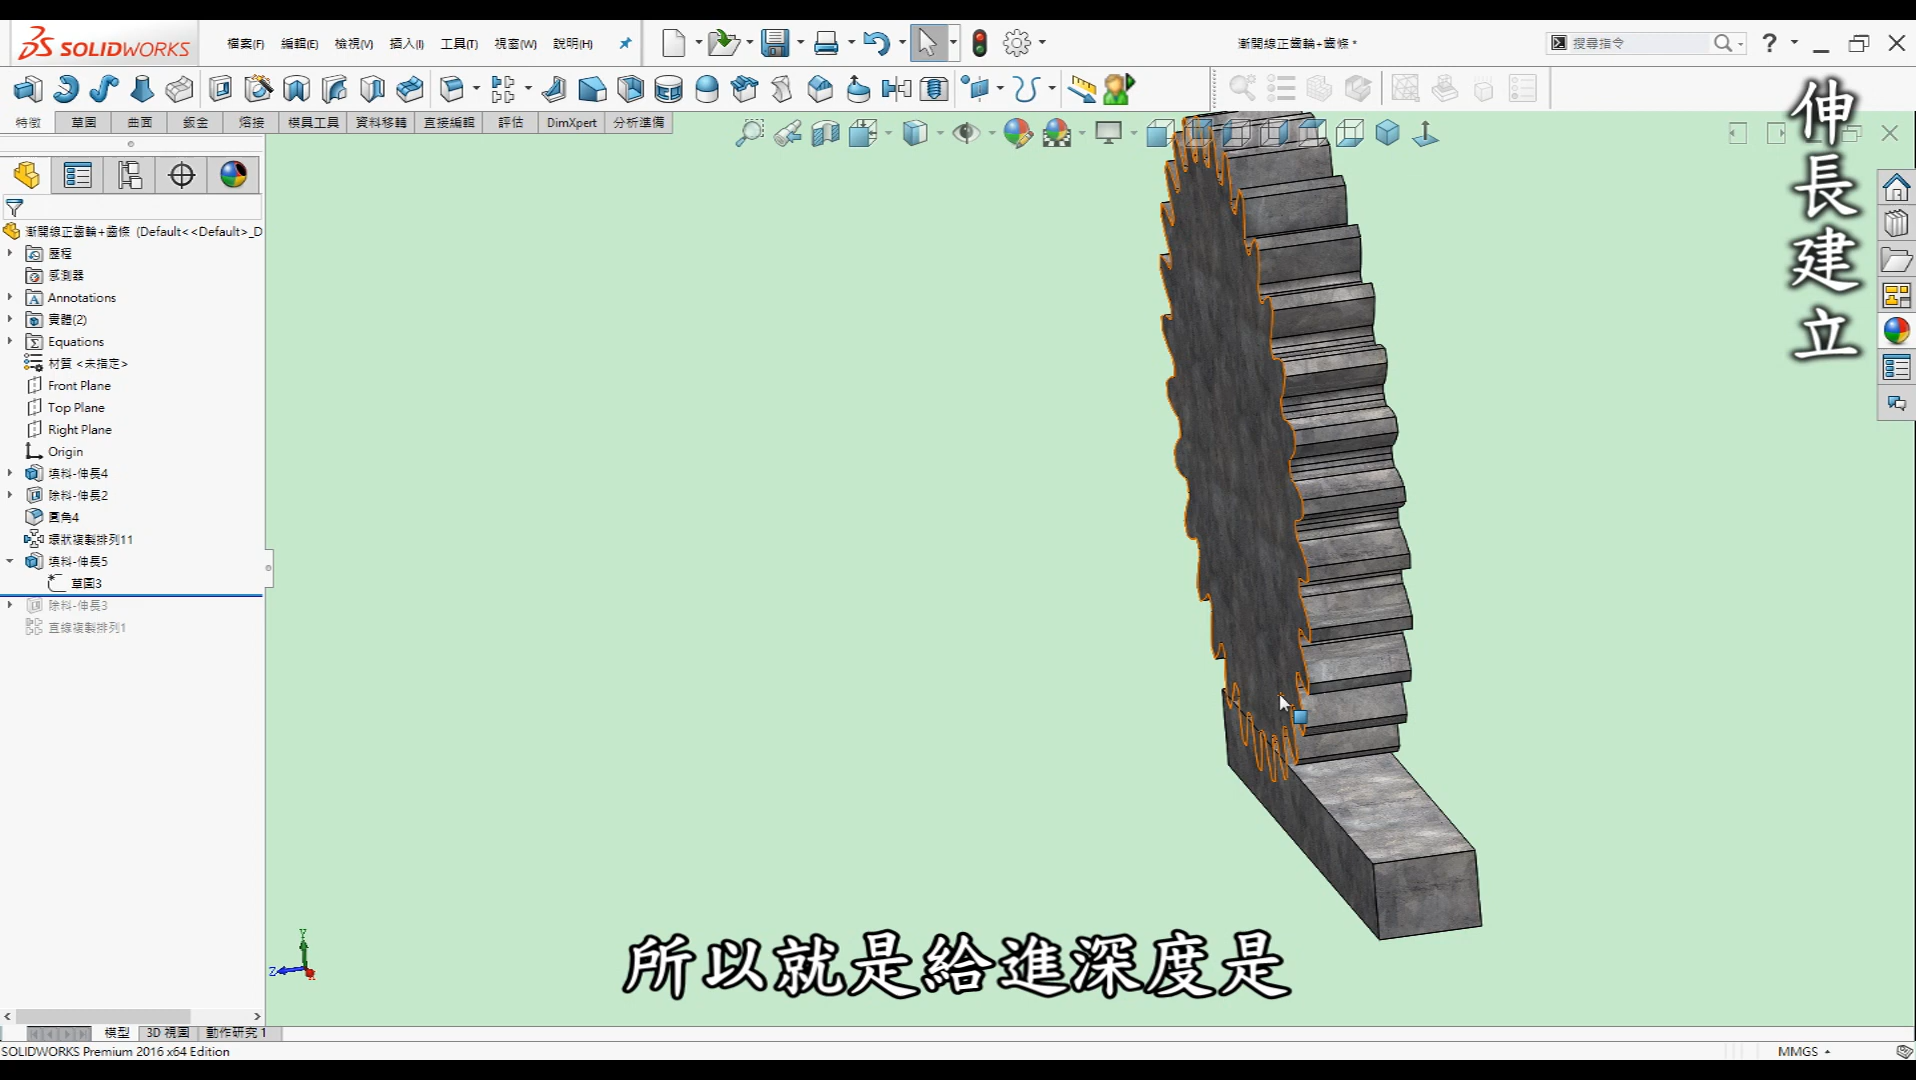 SOLIDWORKS
檔案(F) 編輯(E) 檢視(V) 插入(I) 工具(T) 視窗(W) 說明(H)
漸開線正齒輪+齒條 *
搜尋指令
特徵 草圖 曲面 鈑金 熔接 模具工具 資料移轉 直接編輯 評估 DimXpert 分析準備
伸長建立
漸開線正齒輪+齒條 (Default<<Default>_D
歷程
感測器
Annotations
實體(2)
Equations
材質 <未指定>
Front Plane
Top Plane
Right Plane
Origin
填料-伸長4
除料-伸長2
圓角4
環狀複製排列11
填料-伸長5
草圖3
除料-伸長3
直線複製排列1
Y
Z
所以就是給進深度是
模型 3D 視圖 動作研究 1
SOLIDWORKS Premium 2016 x64 Edition
MMGS